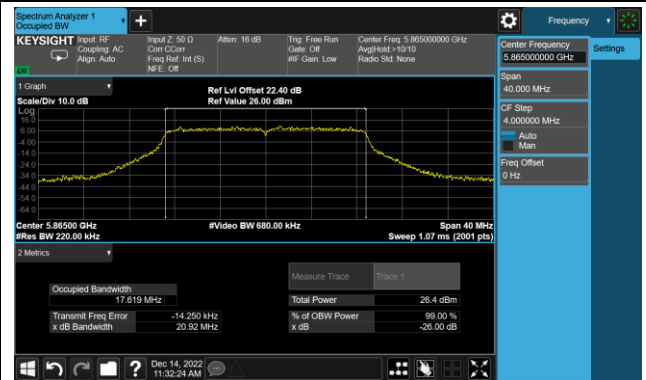 Spectrum Analyzer 1
Occupied BW
+
Frequency
KEYSIGHT
Input: RF
Coupling: AC
Align: Auto
Input Z: 50 Ω
Corr CCorr
Freq Ref: Int (S)
NFE: Off
Atten: 16 dB
Trig: Free Run
Gate: Off
#IF Gain: Low
Center Freq: 5.865000000 GHz
Avg|Hold:>10/10
Radio Std: None
LXI
Center Frequency
5.865000000 GHz
Settings
Span
40.000 MHz
CF Step
4.000000 MHz
Auto
Man
Freq Offset
0 Hz
1 Graph
Scale/Div 10.0 dB
Ref Lvl Offset 22.40 dB
Ref Value 26.00 dBm
Log
16.0
6.00
-4.00
-14.0
-24.0
-34.0
-44.0
-54.0
-64.0
Center 5.86500 GHz
#Video BW 680.00 kHz
Span 40 MHz
#Res BW 220.00 kHz
Sweep 1.07 ms (2001 pts)
2 Metrics
Measure Trace
Trace 1
Occupied Bandwidth
17.619 MHz
Total Power
26.4 dBm
Transmit Freq Error
-14.250 kHz
% of OBW Power
99.00 %
x dB Bandwidth
20.92 MHz
x dB
-26.00 dB
?
Dec 14, 2022
11:32:24 AM